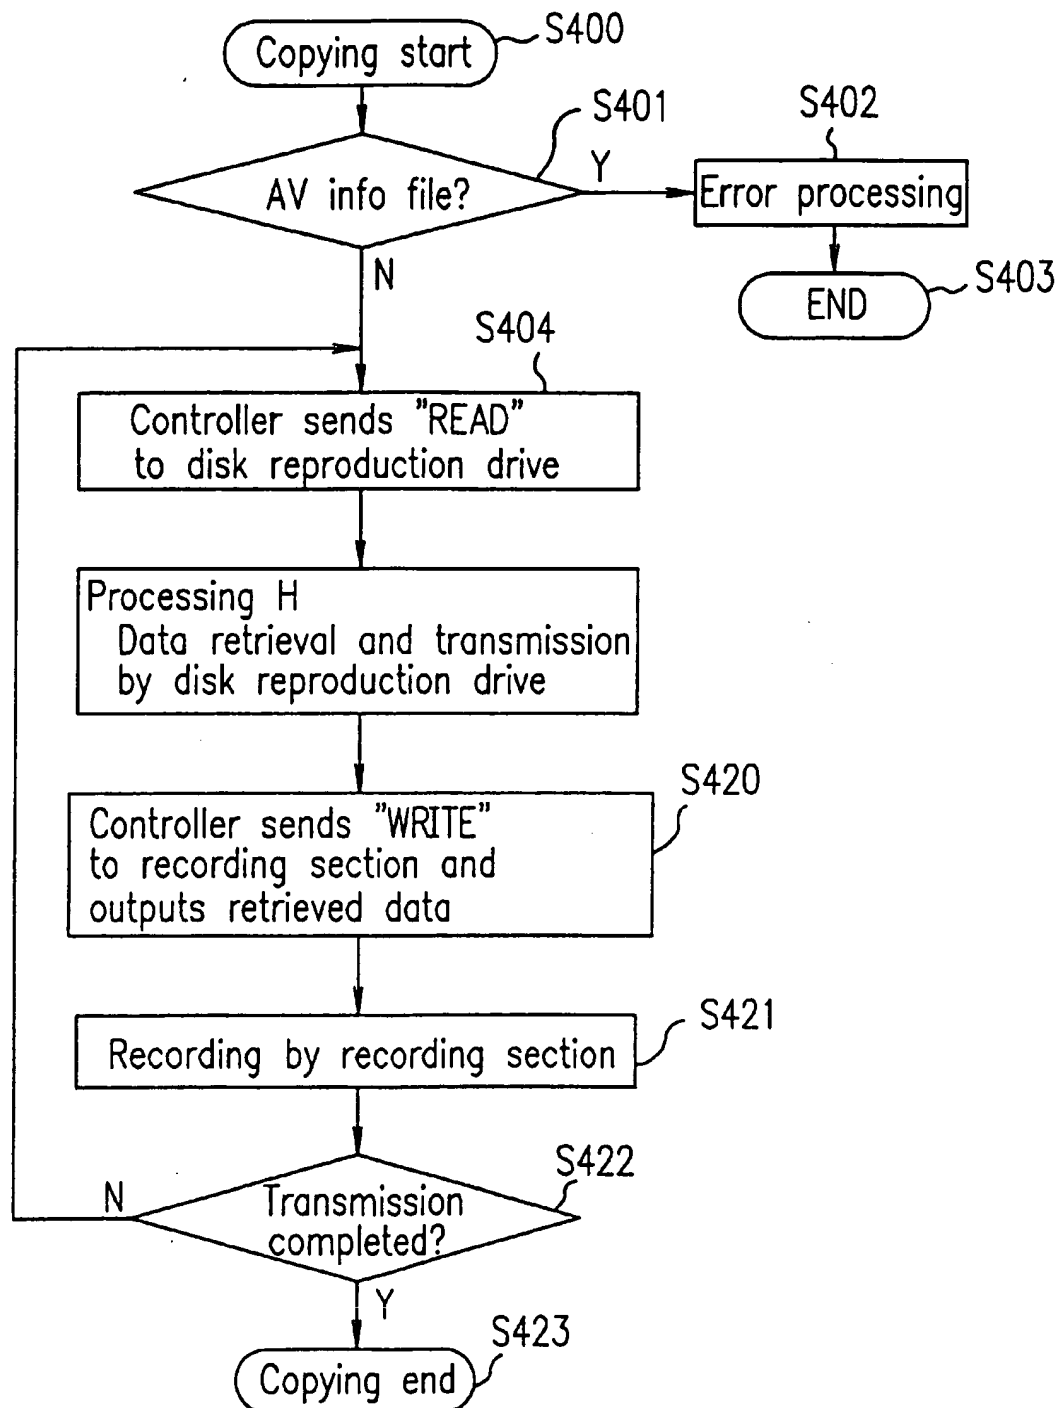 Copying start
S400
S401
AV info file?
Y
S402
Error processing
END
S403
N
S404
Controller sends "READ"
to disk reproduction drive
Processing H
Data retrieval and transmission
by disk reproduction drive
S420
Controller sends "WRITE"
to recording section and
outputs retrieved data
S421
Recording by recording section
S422
N
Transmission
completed?
Y
S423
Copying end